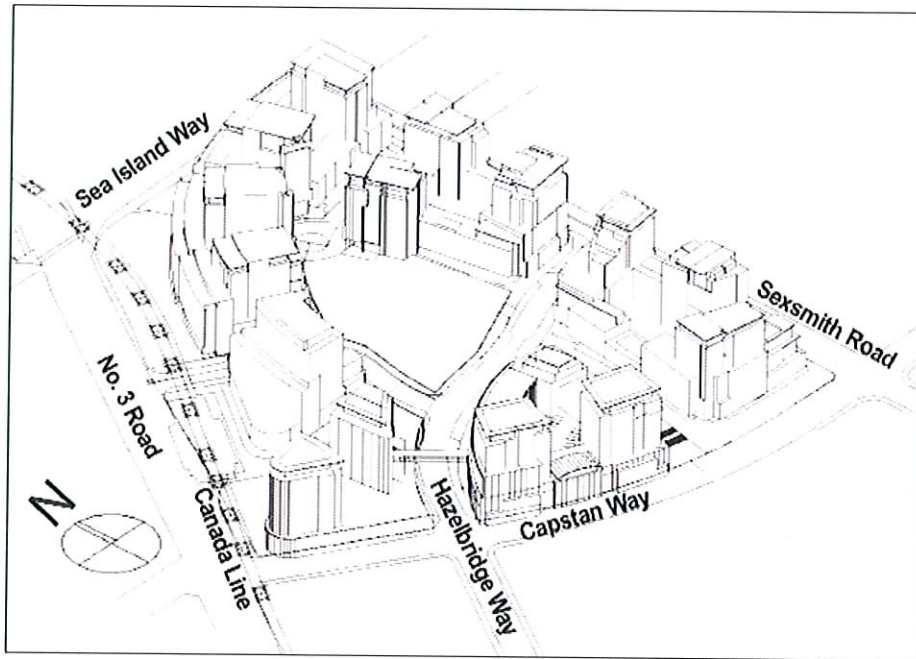 Sea Island Way
Sexsmith Road
No. 3 Road
N
Canada Line
Hazelbridge Way
Capstan Way